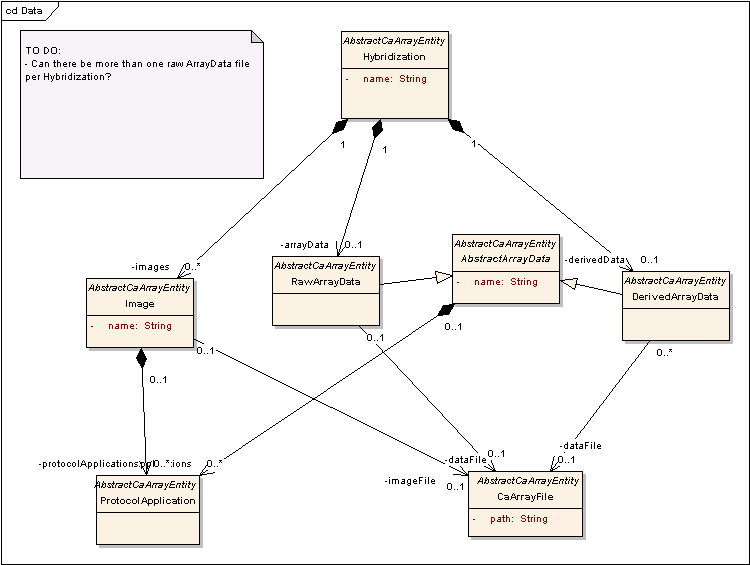 cd Data
TO DO:
- Can there be more than one raw ArrayData file
per Hybridization?
AbstractCaArrayEntity
Hybridization
- name: String
1
1
1
-images
0..*
-arrayData
0..1
-derivedData
0..1
AbstractCaArrayEntity
AbstractArrayData
- name: String
AbstractCaArrayEntity
RawArrayData
AbstractCaArrayEntity
DerivedArrayData
AbstractCaArrayEntity
Image
- name: String
0..1
0..1
0..1
0..*
0..1
-protocolApplications
0..*
ions
0..*
-dataFile
0..1
-dataFile
0..1
-imageFile
0..1
AbstractCaArrayEntity
ProtocolApplication
AbstractCaArrayEntity
CaArrayFile
- path: String